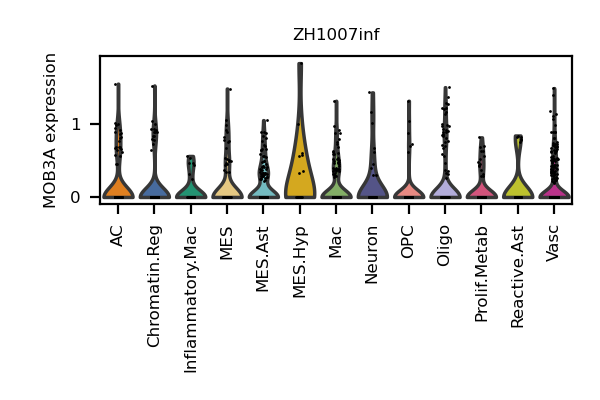 ZH1007inf
MOB3A expression
1
0
AC
Chromatin.Reg
Inflammatory.Mac
MES
MES.Ast
MES.Hyp
Mac
Neuron
OPC
Oligo
Prolif.Metab
Reactive.Ast
Vasc